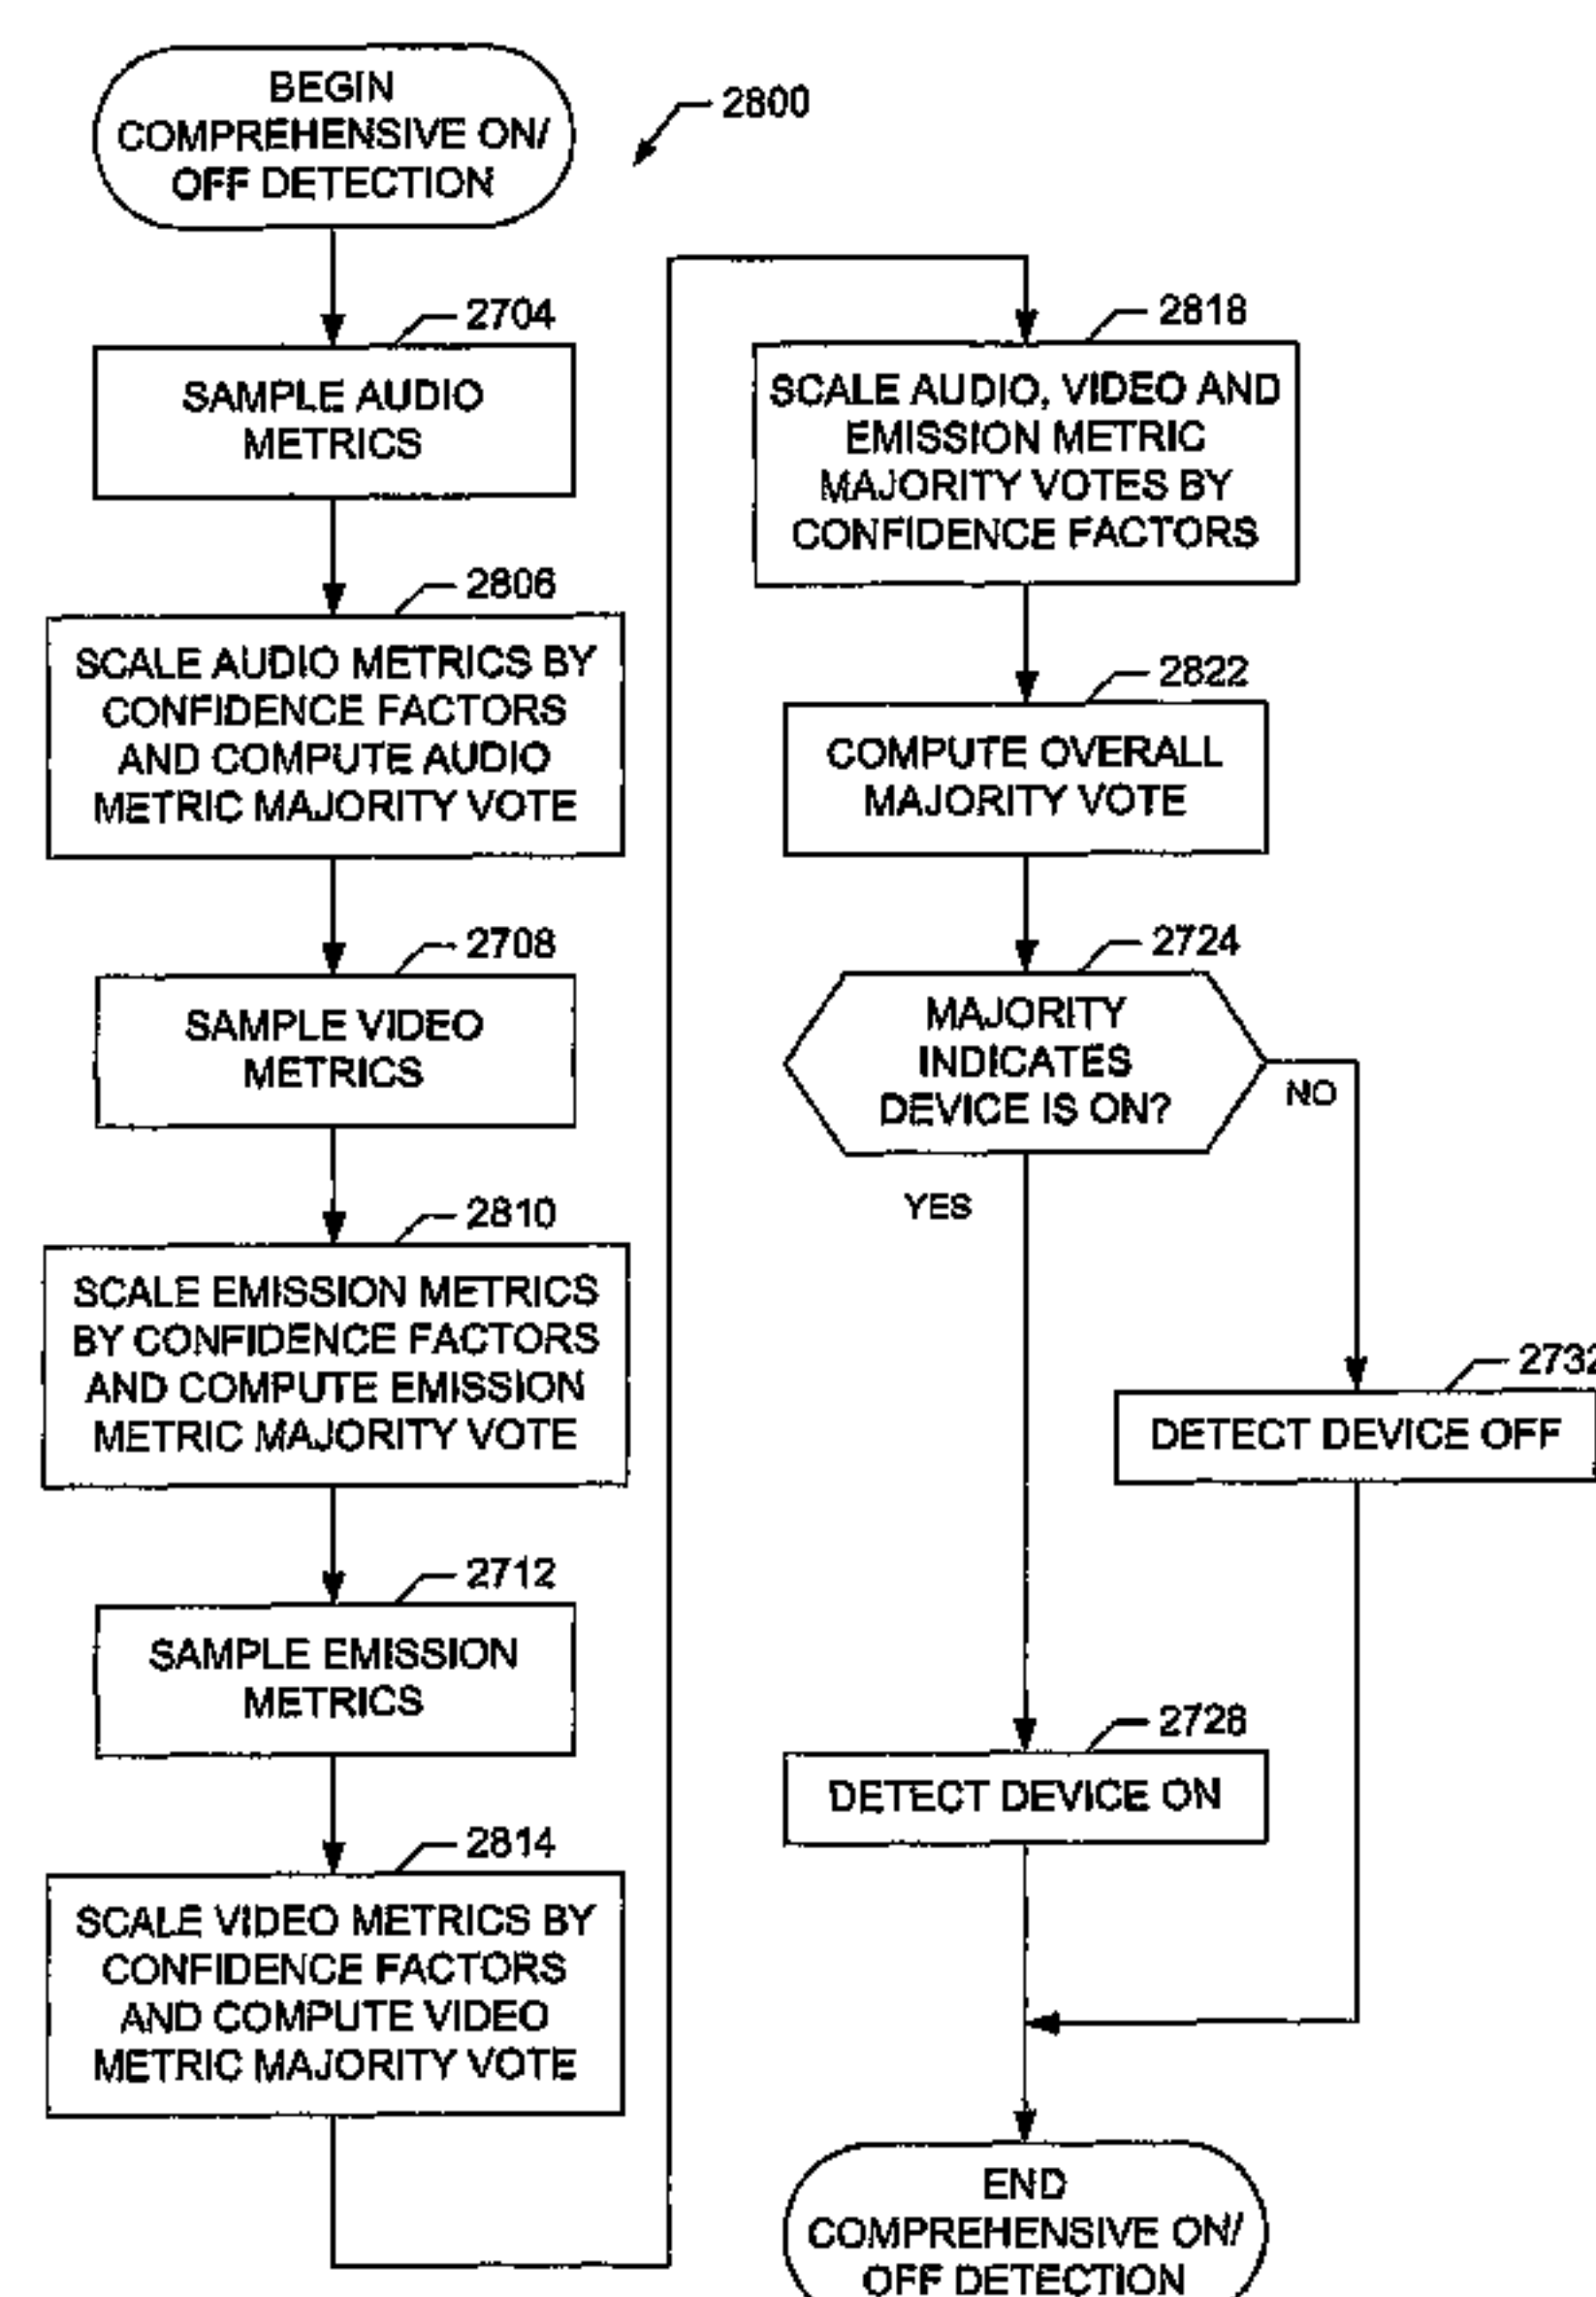 BEGIN
COMPREHENSIVE ON/
OFF DETECTION
2800
2704
SAMPLE AUDIO
METRICS
2806
SCALE AUDIO METRICS BY
CONFIDENCE FACTORS
AND COMPUTE AUDIO
METRIC MAJORITY VOTE
2708
SAMPLE VIDEO
METRICS
2810
SCALE EMISSION METRICS
BY CONFIDENCE FACTORS
AND COMPUTE EMISSION
METRIC MAJORITY VOTE
2712
SAMPLE EMISSION
METRICS
2814
SCALE VIDEO METRICS BY
CONFIDENCE FACTORS
AND COMPUTE VIDEO
METRIC MAJORITY VOTE
2818
SCALE AUDIO, VIDEO AND
EMISSION METRIC
MAJORITY VOTES BY
CONFIDENCE FACTORS
2822
COMPUTE OVERALL
MAJORITY VOTE
2724
MAJORITY
INDICATES
DEVICE IS ON?
NO
YES
2732
DETECT DEVICE OFF
2728
DETECT DEVICE ON
END
COMPREHENSIVE ON/
OFF DETECTION